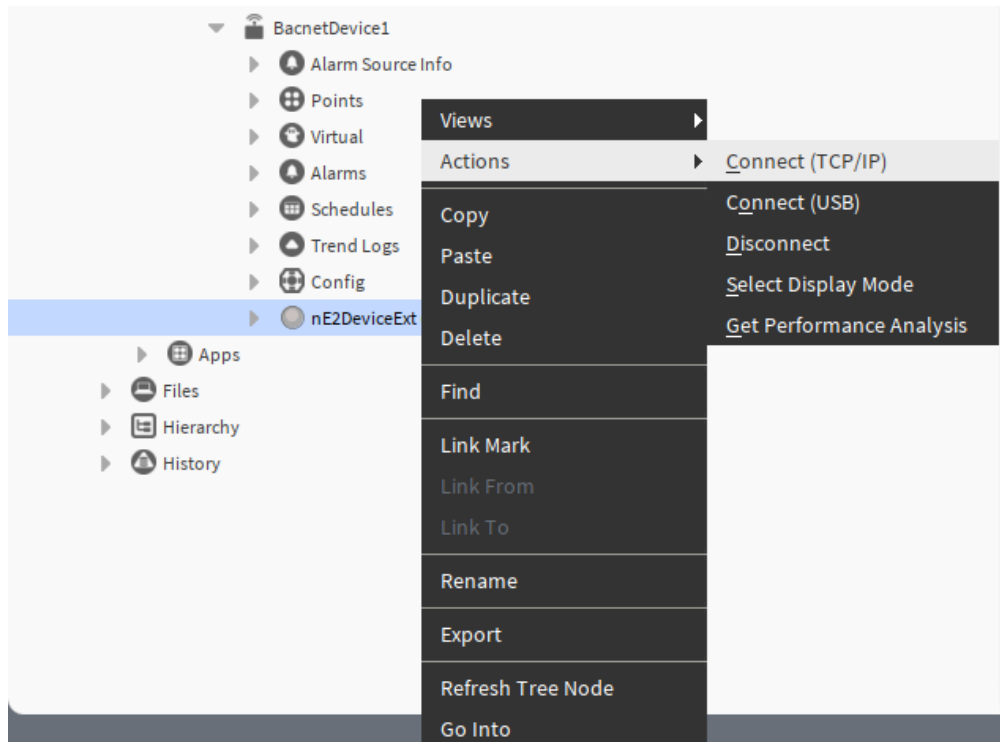 BacnetDevice1
Alarm Source Info
Points
Virtual
Alarms
Schedules
Trend Logs
Config
nE2DeviceExt
Apps
Files
Hierarchy
History
Views
Actions
Copy
Paste
Duplicate
Delete
Find
Link Mark
Link From
Link To
Rename
Export
Refresh Tree Node
Go Into
Connect (TCP/IP)
Connect (USB)
Disconnect
Select Display Mode
Get Performance Analysis